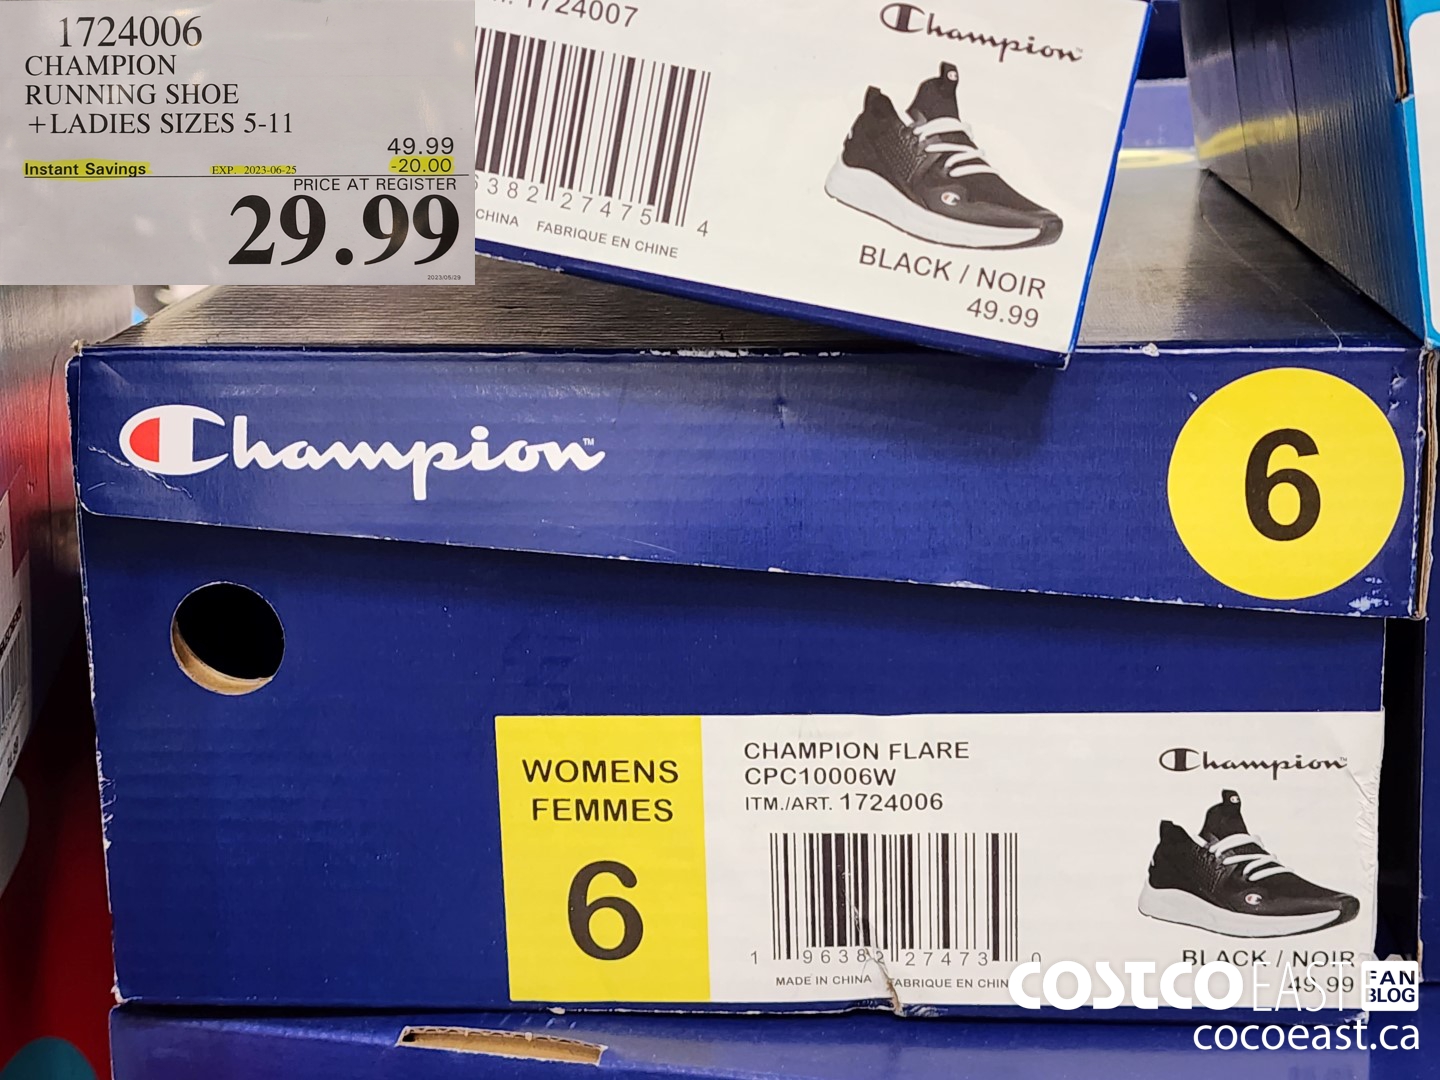 1724006
CHAMPION
RUNNING SHOE
+LADIES SIZES 5-11
49.99
Instant Savings EXP. 2023-06-25 -20.00
PRICE AT REGISTER
29.99
2023/05/29
1724007
Champion
6382 27475 4
CHINA FABRIQUE EN CHINE
BLACK / NOIR
49.99
Champion™
6
WOMENS
FEMMES
6
CHAMPION FLARE
CPC10006W
ITM./ART. 1724006
Champion
1 96382 27473 0
MADE IN CHINA FABRIQUE EN CHIN
BLACK / NOIR
49.99
COSTCO EAST FAN BLOG
cocoeast.ca